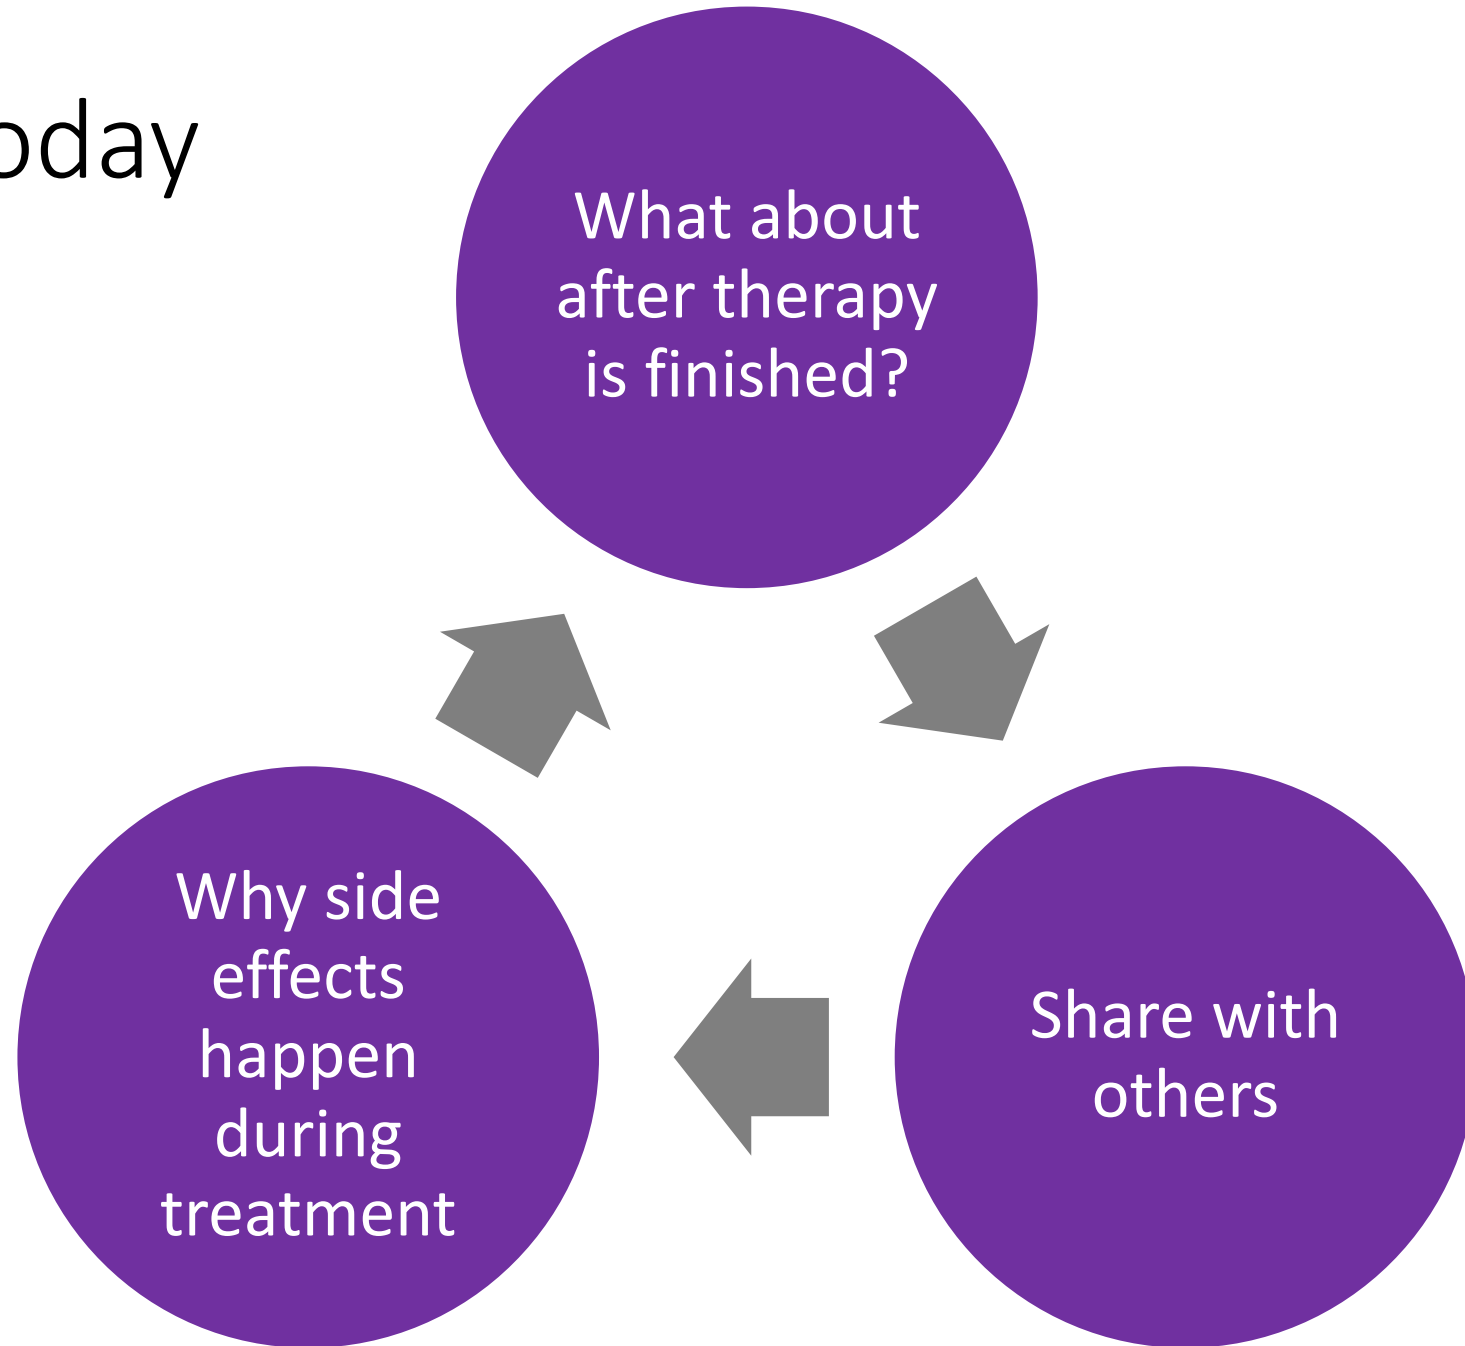 oday
What about
after therapy
is finished?
Share with
others
Why side
effects
happen
during
treatment